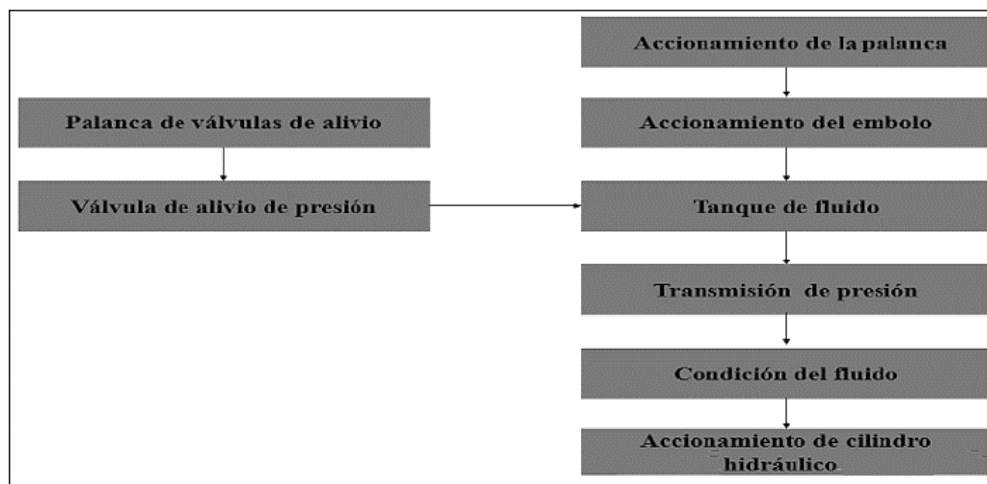 Accionamiento de la palanca
Palanca de válvulas de alivio
Accionamiento del embolo
Válvula de alivio de presión
Tanque de fluido
Transmisión de presión
Condición del fluido
Accionamiento de cilindro
hidráulico